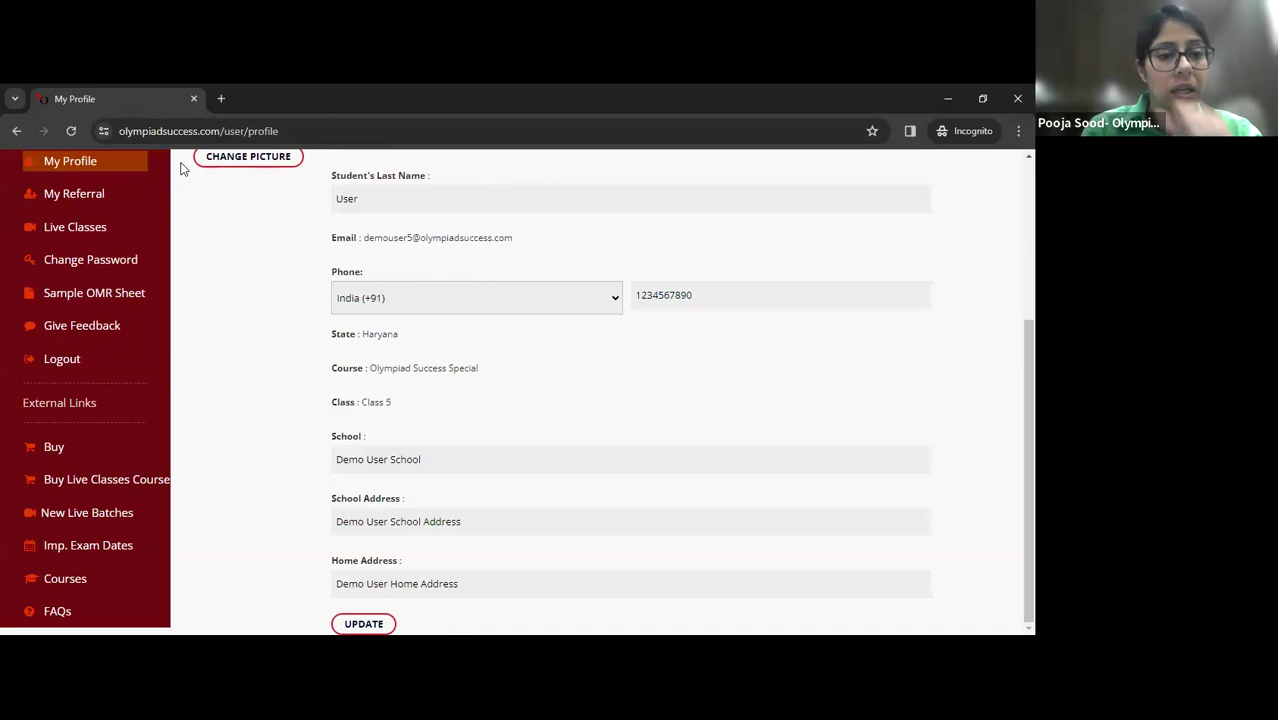 My Profile
olympiadsuccess.com/user/profile
Incognito
Pooja Sood- Olympi...
My Profile
My Referral
Live Classes
Change Password
Sample OMR Sheet
Give Feedback
Logout
External Links
Buy
Buy Live Classes Course
New Live Batches
Imp. Exam Dates
Courses
FAQs
CHANGE PICTURE
Student's Last Name :
User
Email : demouser5@olympiadsuccess.com
Phone:
India (+91)
1234567890
State : Haryana
Course : Olympiad Success Special
Class : Class 5
School :
Demo User School
School Address :
Demo User School Address
Home Address :
Demo User Home Address
UPDATE